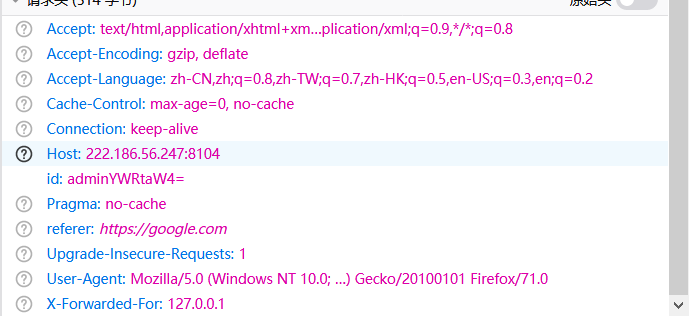 请求头 (514 字节)
原始头
Accept: text/html,application/xhtml+xm…plication/xml;q=0.9,*/*;q=0.8
Accept-Encoding: gzip, deflate
Accept-Language: zh-CN,zh;q=0.8,zh-TW;q=0.7,zh-HK;q=0.5,en-US;q=0.3,en;q=0.2
Cache-Control: max-age=0, no-cache
Connection: keep-alive
Host: 222.186.56.247:8104
id: adminYWRtaW4=
Pragma: no-cache
referer: https://google.com
Upgrade-Insecure-Requests: 1
User-Agent: Mozilla/5.0 (Windows NT 10.0; …) Gecko/20100101 Firefox/71.0
X-Forwarded-For: 127.0.0.1